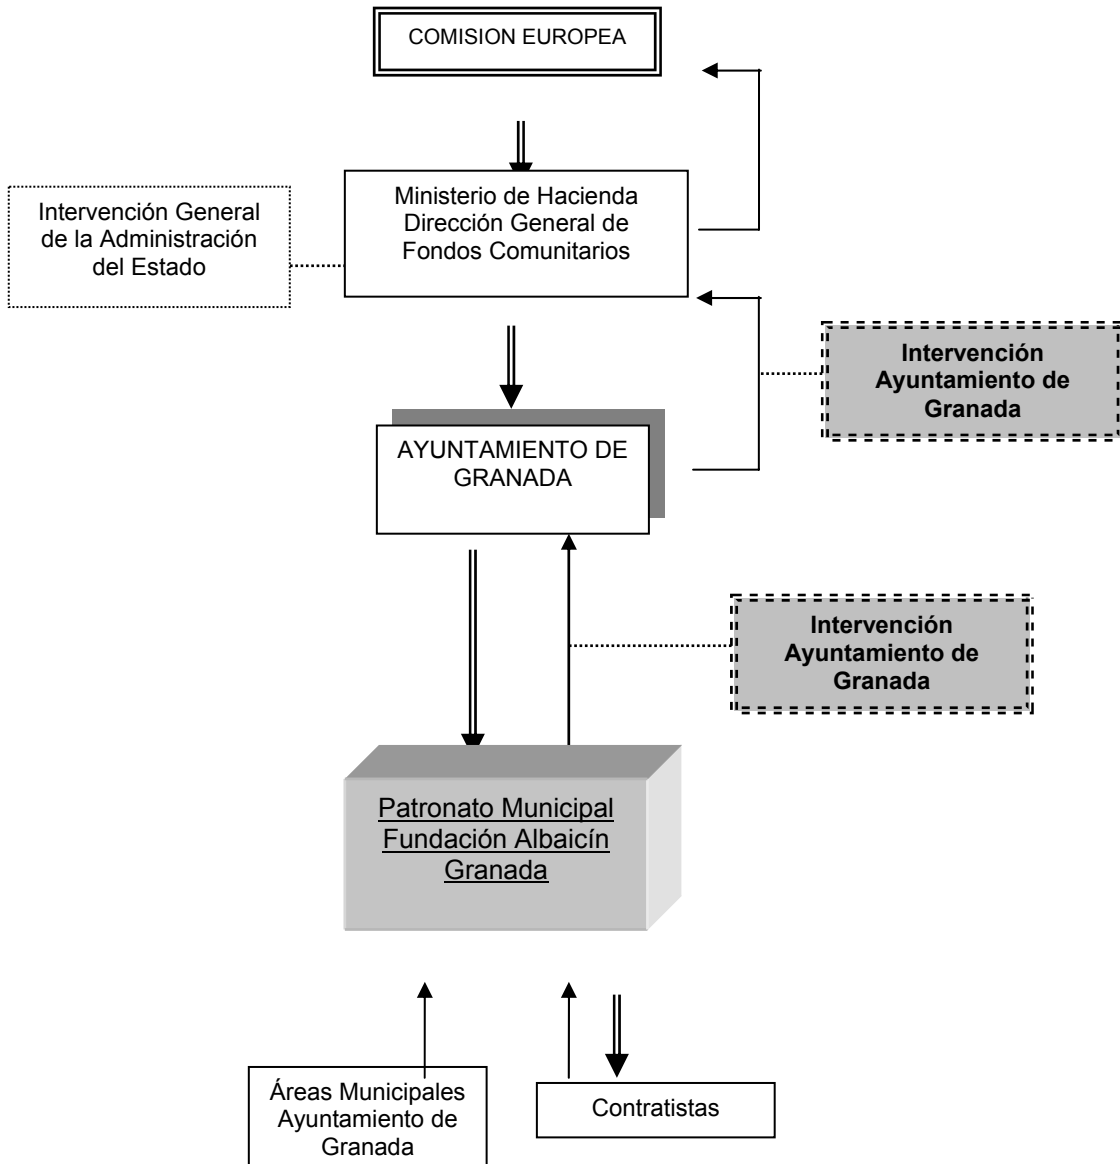 COMISION EUROPEA
Ministerio de Hacienda
Dirección General de
Fondos Comunitarios
Intervención General
de la Administración
del Estado
Intervención
Ayuntamiento de
Granada
AYUNTAMIENTO DE
GRANADA
Intervención
Ayuntamiento de
Granada
Patronato Municipal
Fundación Albaicín
Granada
Áreas Municipales
Ayuntamiento de
Granada
Contratistas